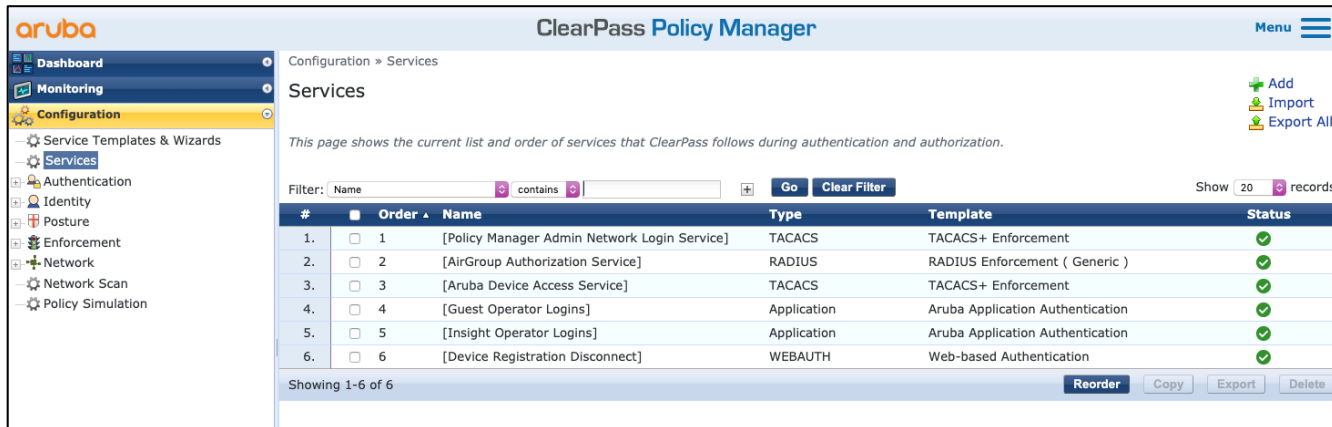 aruba
ClearPass Policy Manager
Menu
Dashboard
Monitoring
Configuration
Service Templates & Wizards
Services
Authentication
Identity
Posture
Enforcement
Network
Network Scan
Policy Simulation
Configuration » Services
Services
Add
Import
Export All
This page shows the current list and order of services that ClearPass follows during authentication and authorization.
Filter: Name contains + Go Clear Filter Show 20 records
# Order Name Type Template Status
1. 1 [Policy Manager Admin Network Login Service] TACACS TACACS+ Enforcement
2. 2 [AirGroup Authorization Service] RADIUS RADIUS Enforcement ( Generic )
3. 3 [Aruba Device Access Service] TACACS TACACS+ Enforcement
4. 4 [Guest Operator Logins] Application Aruba Application Authentication
5. 5 [Insight Operator Logins] Application Aruba Application Authentication
6. 6 [Device Registration Disconnect] WEBAUTH Web-based Authentication
Showing 1-6 of 6 Reorder Copy Export Delete